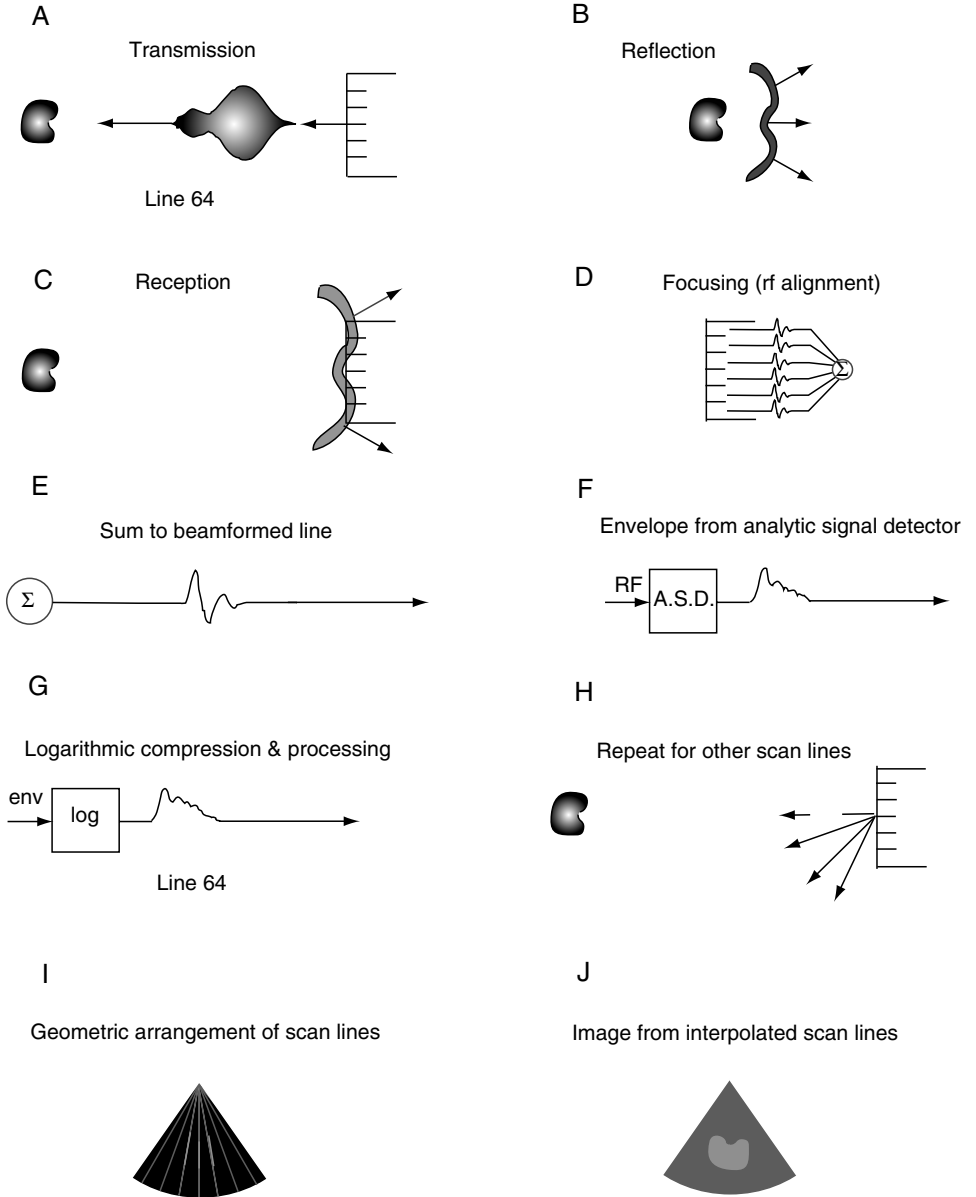 A
Transmission
Line 64
B
Reflection
C
Reception
D
Focusing (rf alignment)
Σ
E
Sum to beamformed line
Σ
F
Envelope from analytic signal detector
RF
A.S.D.
G
Logarithmic compression & processing
env
log
Line 64
H
Repeat for other scan lines
I
Geometric arrangement of scan lines
J
Image from interpolated scan lines